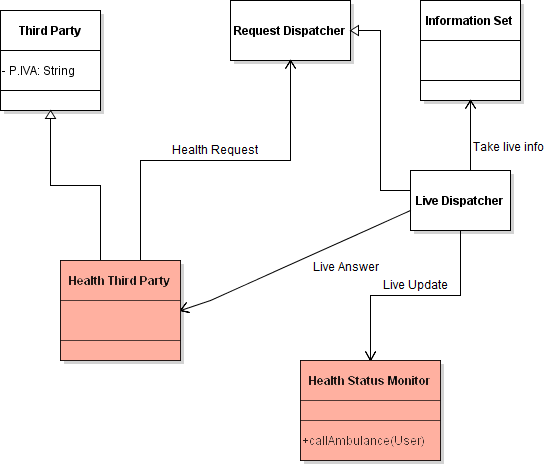 Third Party
- P.IVA: String
Request Dispatcher
Information Set
Health Request
Take live info
Live Dispatcher
Live Answer
Health Third Party
Live Update
Health Status Monitor
+callAmbulance(User)